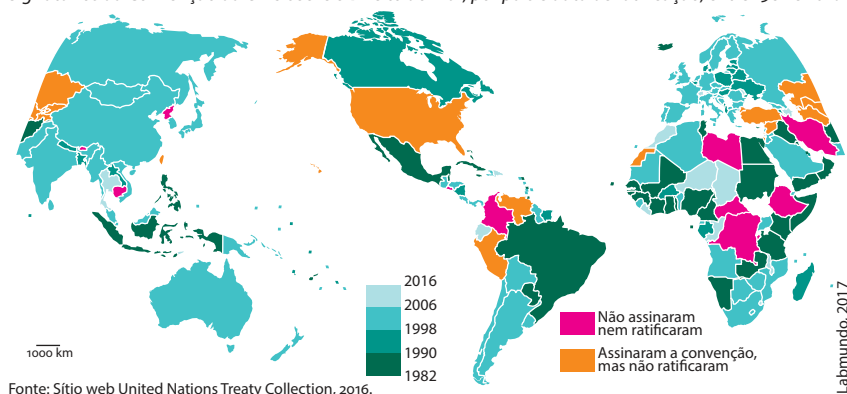 2016
2006
1998
1990
1982
Não assinaram
nem ratificaram
Assinaram a convenção,
mas não ratificaram
1000 km
Labmundo, 2017
Fonte: Sítio web United Nations Treaty Collection, 2016.